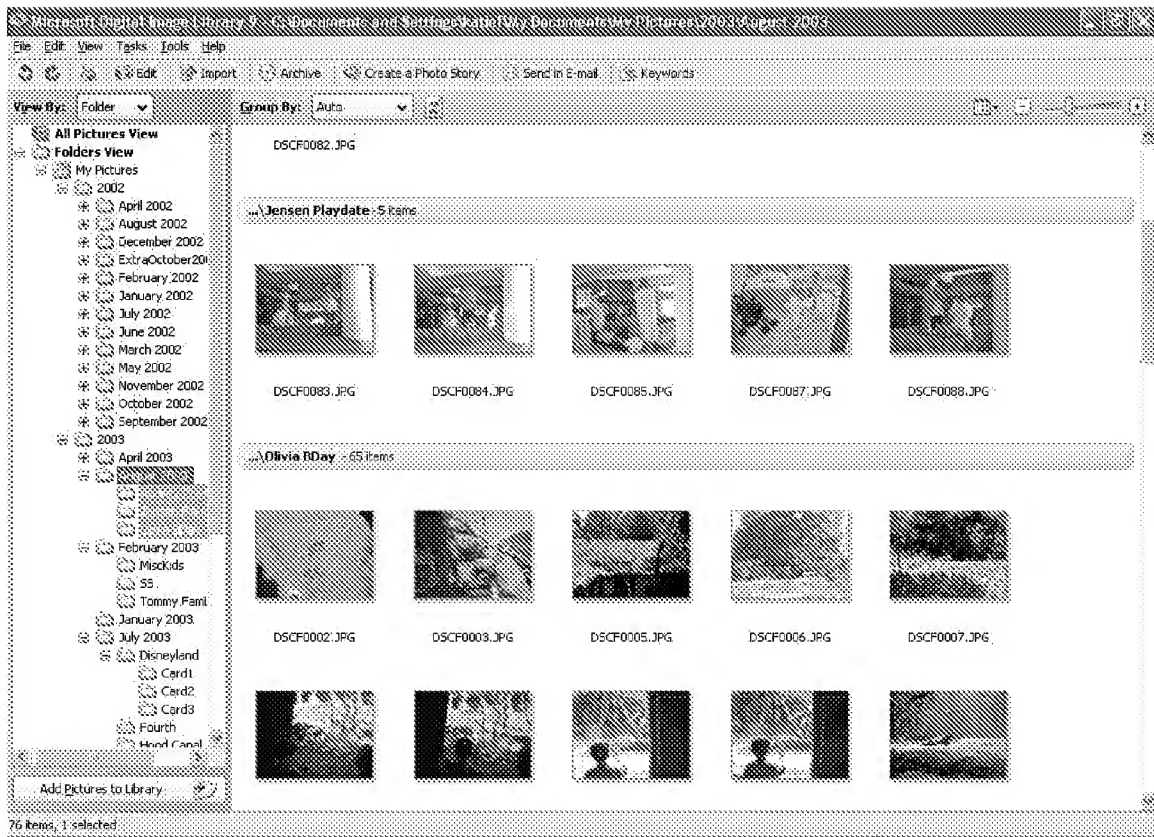 Microsoft Digital Image Library 9 - C:\Documents and Settings\katief\My Documents\My Pictures\2003\August 2003
File Edit View Tasks Tools Help
Edit Import Archive Create a Photo Story Send in E-mail Keywords
View By: Folder
Group By: Auto
All Pictures View
Folders View
My Pictures
2002
April 2002
August 2002
December 2002
ExtraOctober20
February 2002
January 2002
July 2002
June 2002
March 2002
May 2002
November 2002
October 2002
September 2002
2003
April 2003
February 2003
MiscKids
SS
Tommy Fami
January 2003
July 2003
Disneyland
Card1
Card2
Card3
Fourth
Hood Canal
Add Pictures to Library
76 items, 1 selected
DSCF0082.JPG
...\Jensen Playdate - 5 items
DSCF0083.JPG DSCF0084.JPG DSCF0085.JPG DSCF0087.JPG DSCF0088.JPG
...\Olivia BDay - 65 items
DSCF0002.JPG DSCF0003.JPG DSCF0005.JPG DSCF0006.JPG DSCF0007.JPG